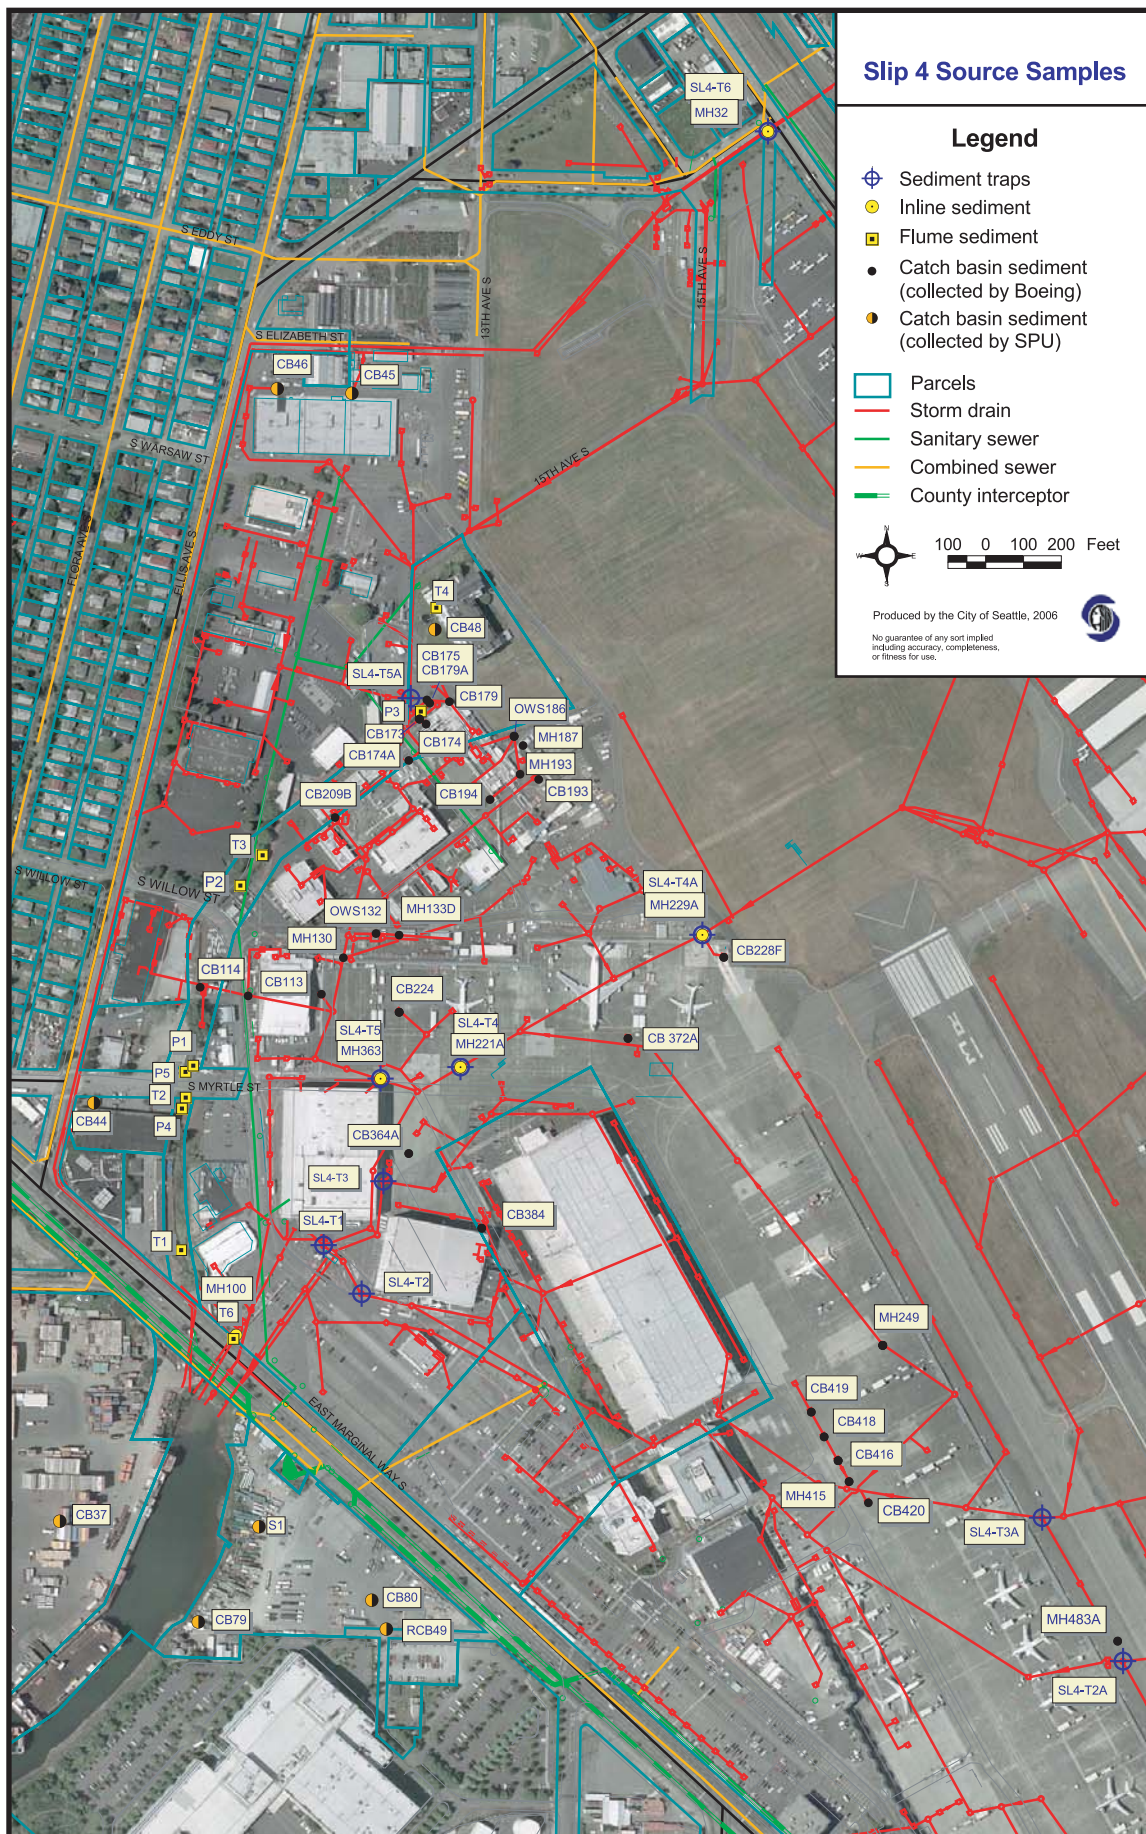 Slip 4 Source Samples
Legend
Sediment traps
Inline sediment
Flume sediment
Catch basin sediment
(collected by Boeing)
Catch basin sediment
(collected by SPU)
Parcels
Storm drain
Sanitary sewer
Combined sewer
County interceptor
N
W
E
S
100 0 100 200 Feet
Produced by the City of Seattle, 2006
No guarantee of any sort implied
including accuracy, completeness,
or fitness for use.
SL4-T6
MH32
S EDDY ST
13TH AVE S
15TH AVE S
S ELIZABETH ST
CB46
CB45
S WARSAW ST
15TH AVE S
FLORA AVE S
ELLIS AVE S
T4
CB48
CB175
CB179A
SL4-T5A
CB179
P3
OWS186
CB173
CB174
MH187
CB174A
MH193
CB193
CB194
CB209B
T3
S WILLOW ST
S WILLOW ST
P2
SL4-T4A
MH229A
OWS132
MH133D
MH130
CB228F
CB114
CB113
CB224
SL4-T5
MH363
SL4-T4
MH221A
CB 372A
P1
P5
S MYRTLE ST
T2
CB44
P4
CB364A
SL4-T3
SL4-T1
CB384
T1
SL4-T2
MH100
T6
MH249
EAST MARGINAL WAY S
CB419
CB418
CB416
MH415
CB420
SL4-T3A
CB37
S1
CB80
CB79
RCB49
MH483A
SL4-T2A